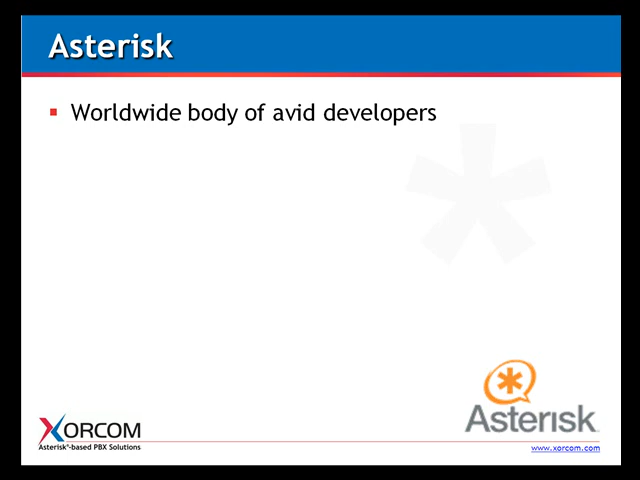 Asterisk
▪ Worldwide body of avid developers
Asterisk
XORCOM
Asterisk®-based PBX Solutions
www.xorcom.com